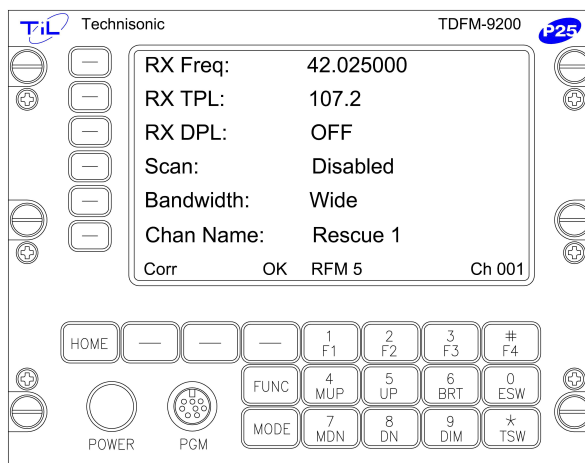 TiL Technisonic TDFM-9200 P25
RX Freq: 42.025000
RX TPL: 107.2
RX DPL: OFF
Scan: Disabled
Bandwidth: Wide
Chan Name: Rescue 1
Corr OK RFM 5 Ch 001
HOME 1 F1 2 F2 3 F3 # F4
FUNC 4 MUP 5 UP 6 BRT 0 ESW
MODE 7 MDN 8 DN 9 DIM * TSW
POWER PGM